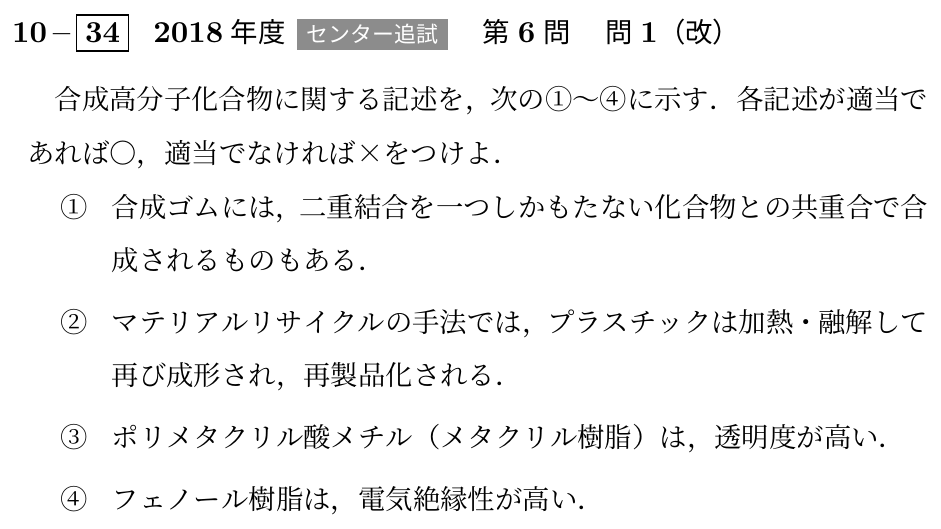 10−34 2018年度 センター追試 第6問 問1（改）
合成高分子化合物に関する記述を，次の①〜④に示す．各記述が適当で
あれば○，適当でなければ×をつけよ．
① 合成ゴムには，二重結合を一つしかもたない化合物との共重合で合
成されるものもある．
② マテリアルリサイクルの手法では，プラスチックは加熱・融解して
再び成形され，再製品化される．
③ ポリメタクリル酸メチル（メタクリル樹脂）は，透明度が高い．
④ フェノール樹脂は，電気絶縁性が高い．